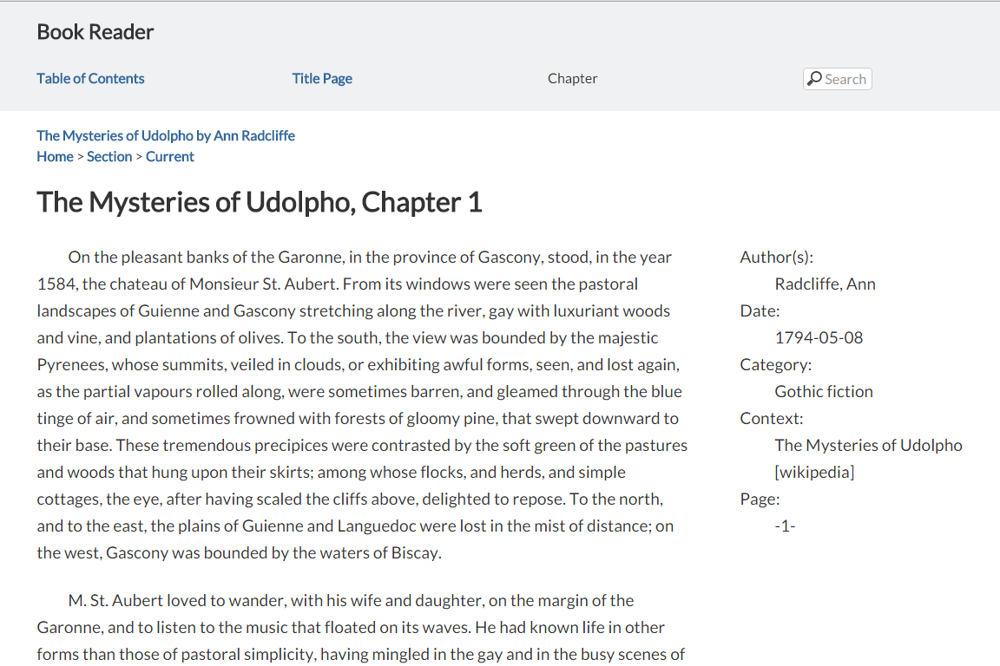 Book Reader
Table of Contents
Title Page
Chapter
Search
The Mysteries of Udolpho by Ann Radcliffe
Home > Section > Current
The Mysteries of Udolpho, Chapter 1
On the pleasant banks of the Garonne, in the province of Gascony, stood, in the year
1584, the chateau of Monsieur St. Aubert. From its windows were seen the pastoral
landscapes of Guienne and Gascony stretching along the river, gay with luxuriant woods
and vine, and plantations of olives. To the south, the view was bounded by the majestic
Pyrenees, whose summits, veiled in clouds, or exhibiting awful forms, seen, and lost again,
as the partial vapours rolled along, were sometimes barren, and gleamed through the blue
tinge of air, and sometimes frowned with forests of gloomy pine, that swept downward to
their base. These tremendous precipices were contrasted by the soft green of the pastures
and woods that hung upon their skirts; among whose flocks, and herds, and simple
cottages, the eye, after having scaled the cliffs above, delighted to repose. To the north,
and to the east, the plains of Guienne and Languedoc were lost in the mist of distance; on
the west, Gascony was bounded by the waters of Biscay.
M. St. Aubert loved to wander, with his wife and daughter, on the margin of the
Garonne, and to listen to the music that floated on its waves. He had known life in other
forms than those of pastoral simplicity, having mingled in the gay and in the busy scenes of
Author(s):
Radcliffe, Ann
Date:
1794-05-08
Category:
Gothic fiction
Context:
The Mysteries of Udolpho
[wikipedia]
Page:
-1-